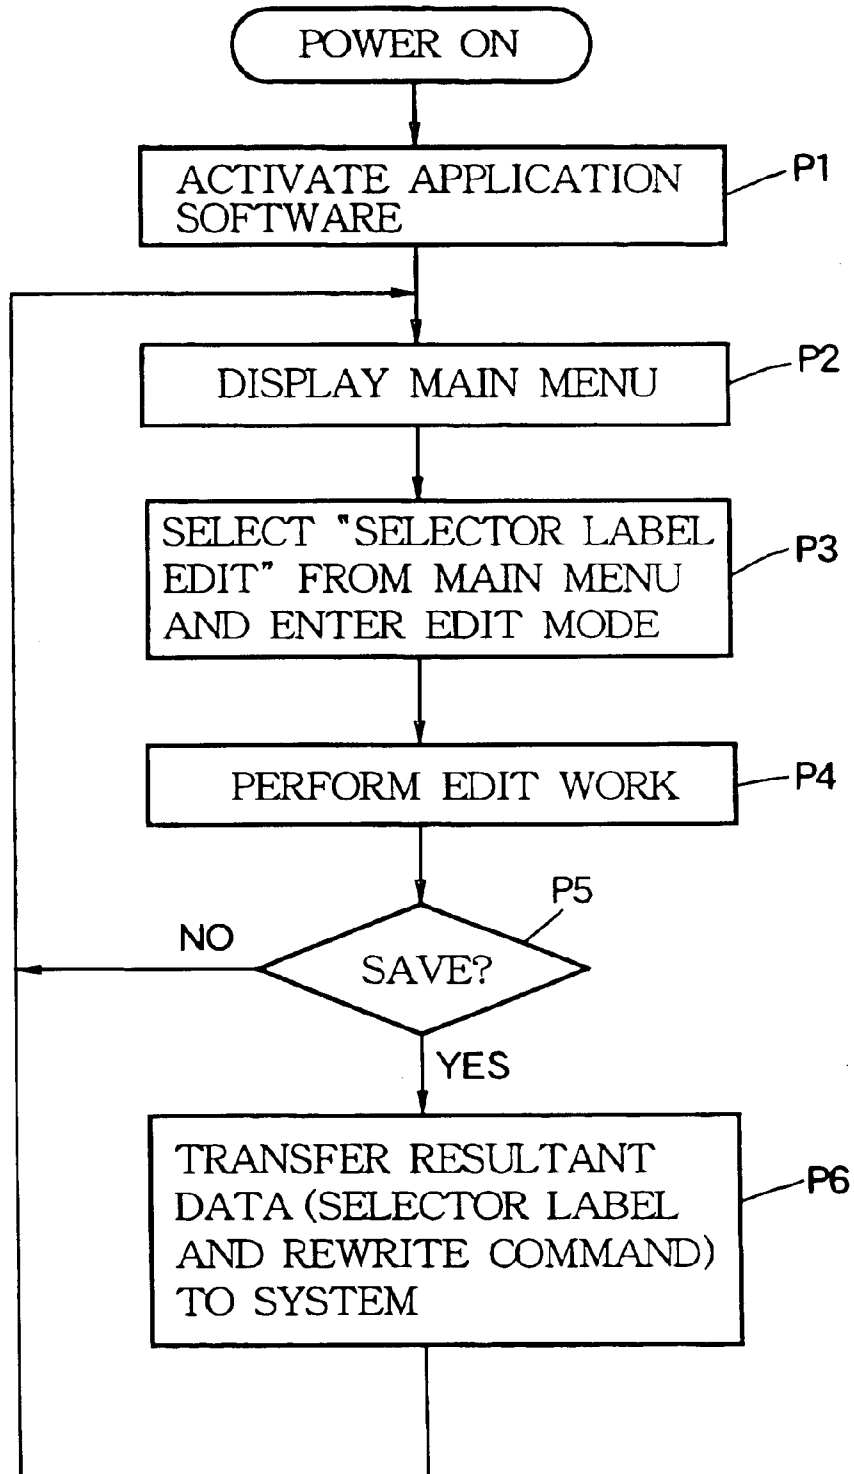 POWER ON
ACTIVATE APPLICATION
SOFTWARE
P1
DISPLAY MAIN MENU
P2
SELECT "SELECTOR LABEL
EDIT" FROM MAIN MENU
AND ENTER EDIT MODE
P3
PERFORM EDIT WORK
P4
P5
NO
SAVE?
YES
TRANSFER RESULTANT
DATA (SELECTOR LABEL
AND REWRITE COMMAND)
TO SYSTEM
P6